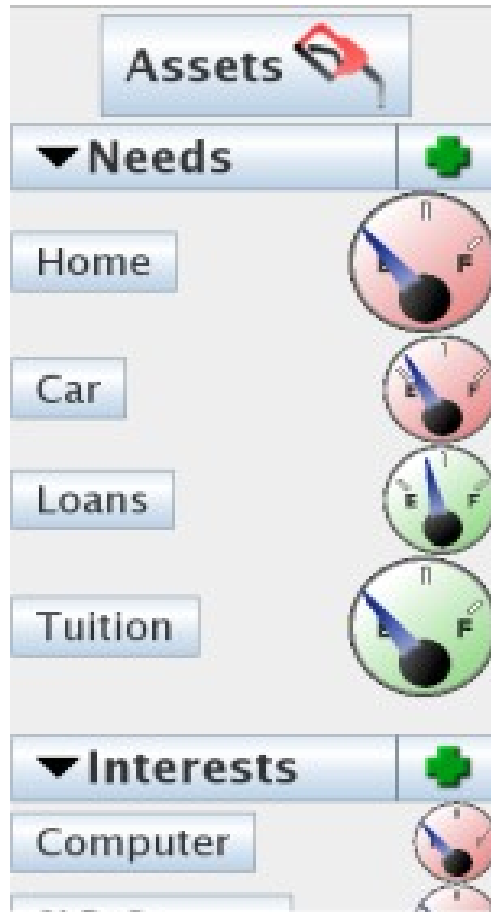 Assets
Needs
Home
E F
Car
E F
Loans
E F
Tuition
E F
Interests
Computer